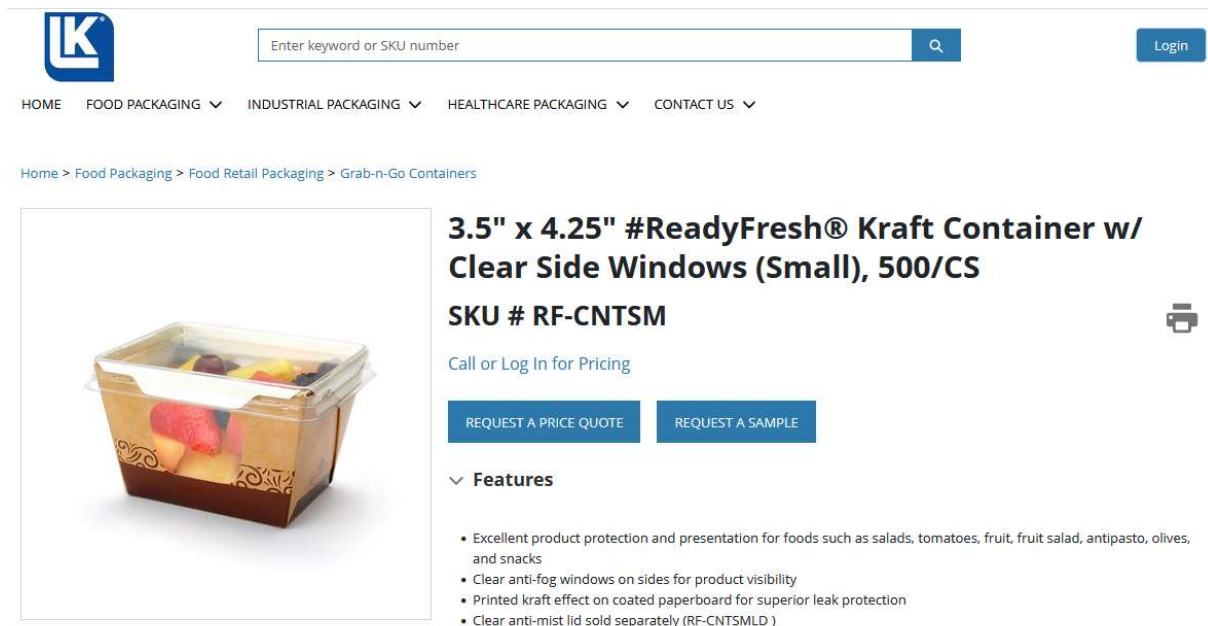 LK
Enter keyword or SKU number
Login
HOME FOOD PACKAGING INDUSTRIAL PACKAGING HEALTHCARE PACKAGING CONTACT US
Home > Food Packaging > Food Retail Packaging > Grab-n-Go Containers
3.5" x 4.25" #ReadyFresh® Kraft Container w/
Clear Side Windows (Small), 500/CS
SKU # RF-CNTSM
Call or Log In for Pricing
REQUEST A PRICE QUOTE REQUEST A SAMPLE
Features
• Excellent product protection and presentation for foods such as salads, tomatoes, fruit, fruit salad, antipasto, olives,
and snacks
• Clear anti-fog windows on sides for product visibility
• Printed kraft effect on coated paperboard for superior leak protection
• Clear anti-mist lid sold separately (RF-CNTSMLD )